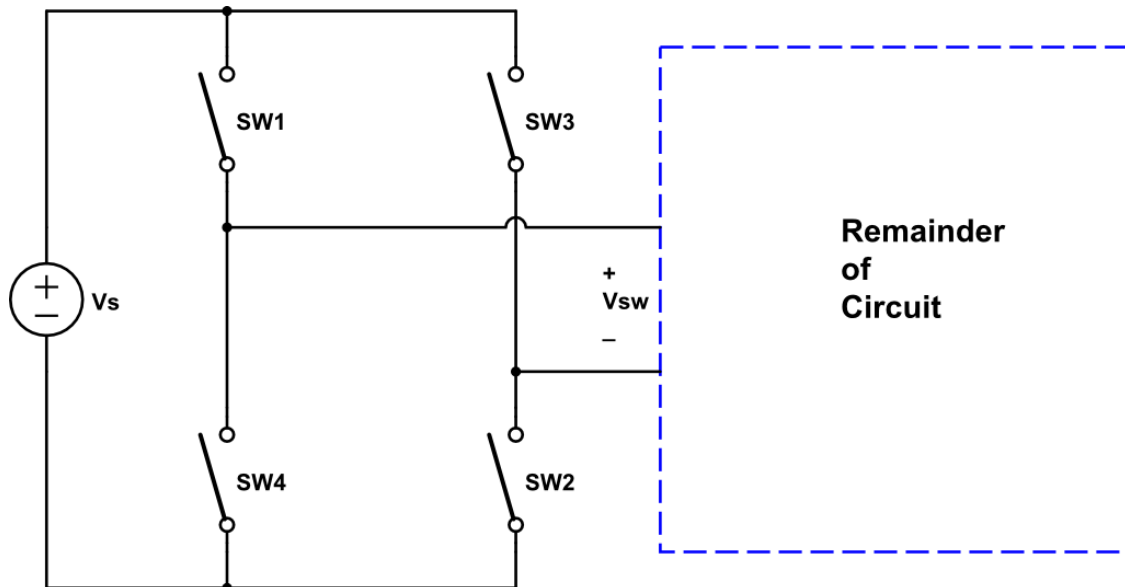 SW1
SW3
Remainder
of
Circuit
+
Vsw
−
+
−
Vs
SW4
SW2